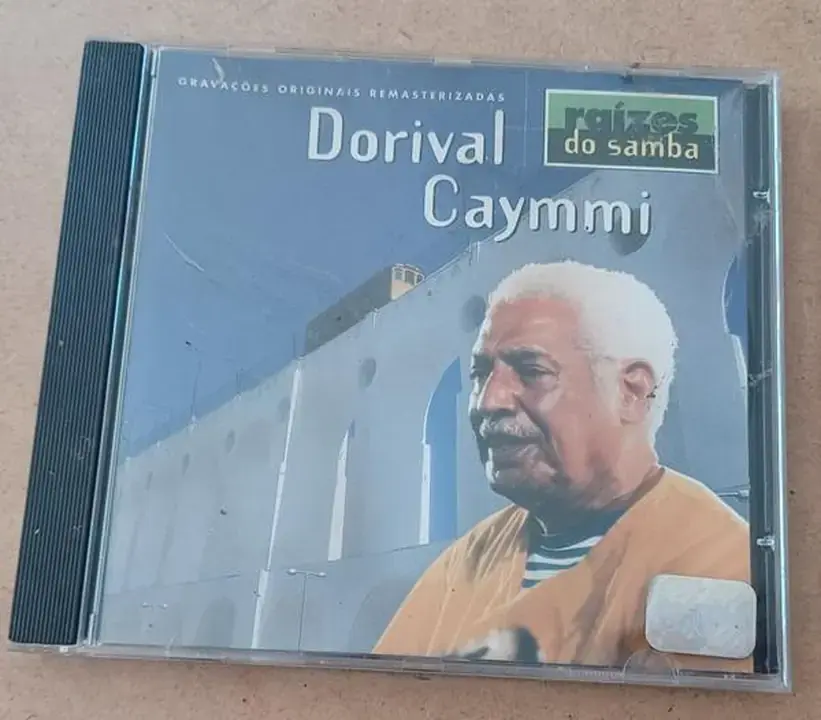 GRAVAÇÕES ORIGINAIS REMASTERIZADAS
Dorival
Caymmi
raízes
do samba